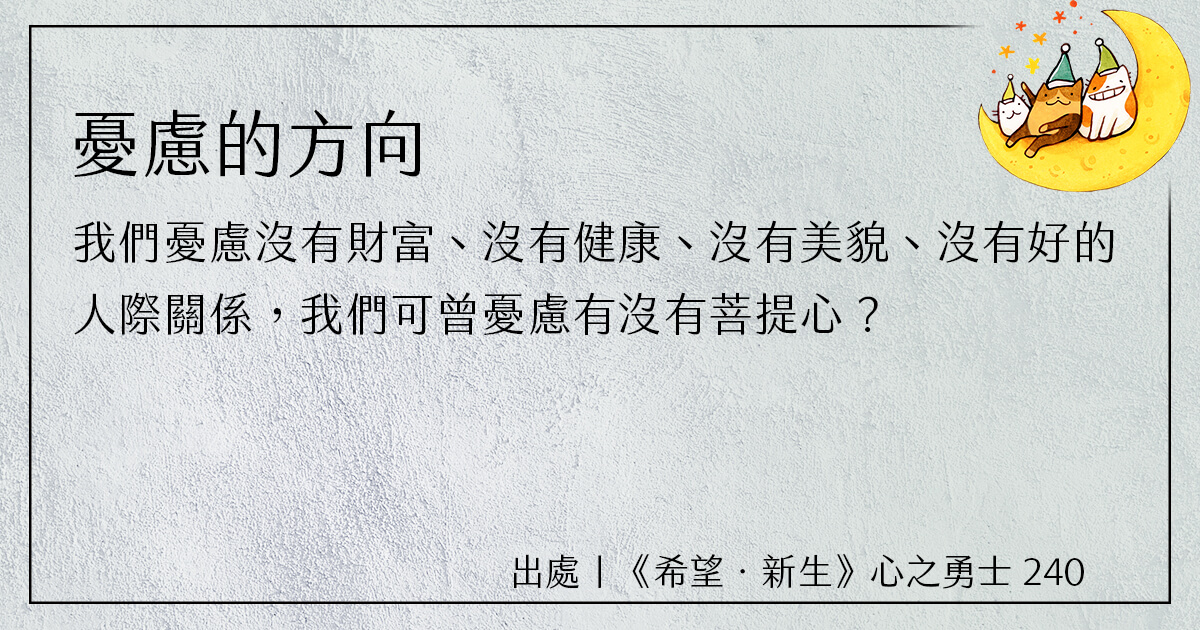 憂慮的方向
我們憂慮沒有財富、沒有健康、沒有美貌、沒有好的
人際關係，我們可曾憂慮有沒有菩提心？
出處丨《希望．新生》心之勇士 240